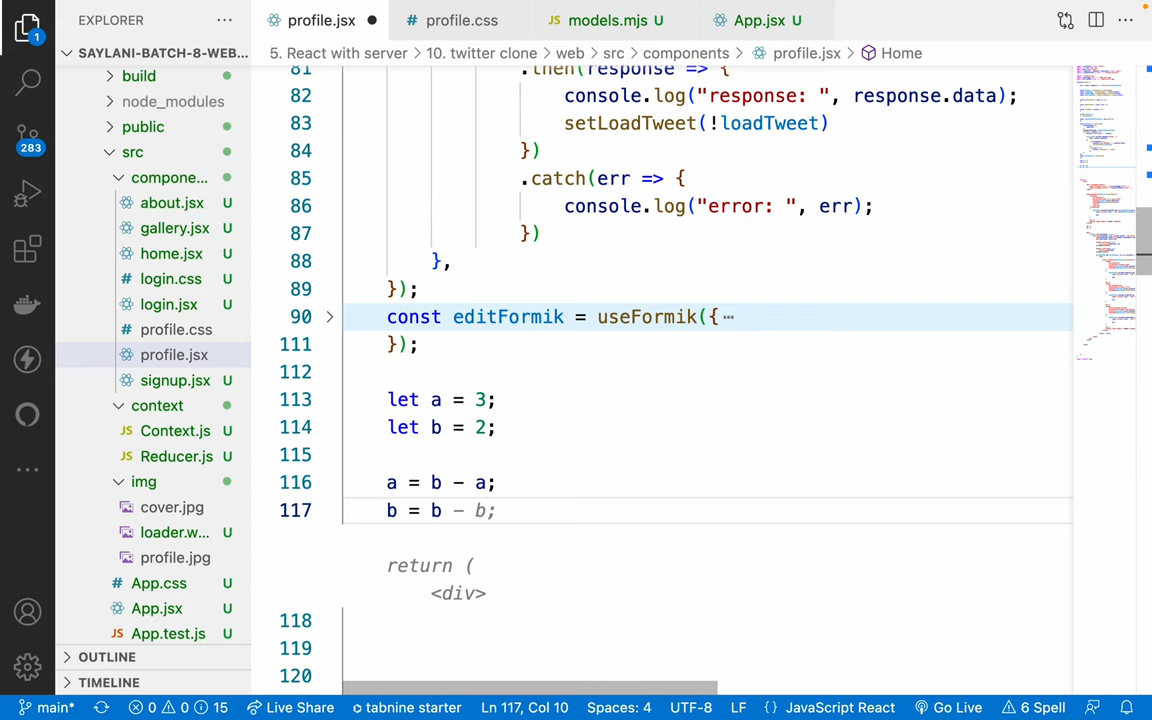 EXPLORER
profile.jsx
# profile.css
JS models.mjs U
App.jsx U
SAYLANI-BATCH-8-WEB...
5. React with server > 10. twitter clone > web > src > components > profile.jsx > Home
build
node_modules
public
src
compone...
about.jsx U
gallery.jsx U
home.jsx U
# login.css U
login.jsx U
# profile.css
profile.jsx
signup.jsx U
context
JS Context.js U
JS Reducer.js U
img
cover.jpg
loader.w... U
profile.jpg
# App.css U
App.jsx U
JS App.test.js U
OUTLINE
TIMELINE
1
283
81 .then(response => {
82 console.log("response: ", response.data);
83 setLoadTweet(!loadTweet)
84 })
85 .catch(err => {
86 console.log("error: ", err);
87 })
88 },
89 });
90 const editFormik = useFormik({ ⋯
111 });
112
113 let a = 3;
114 let b = 2;
115
116 a = b - a;
117 b = b - b;
return (
<div>
118
119
120
main* 0 0 15 Live Share tabnine starter Ln 117, Col 10 Spaces: 4 UTF-8 LF {} JavaScript React Go Live 6 Spell